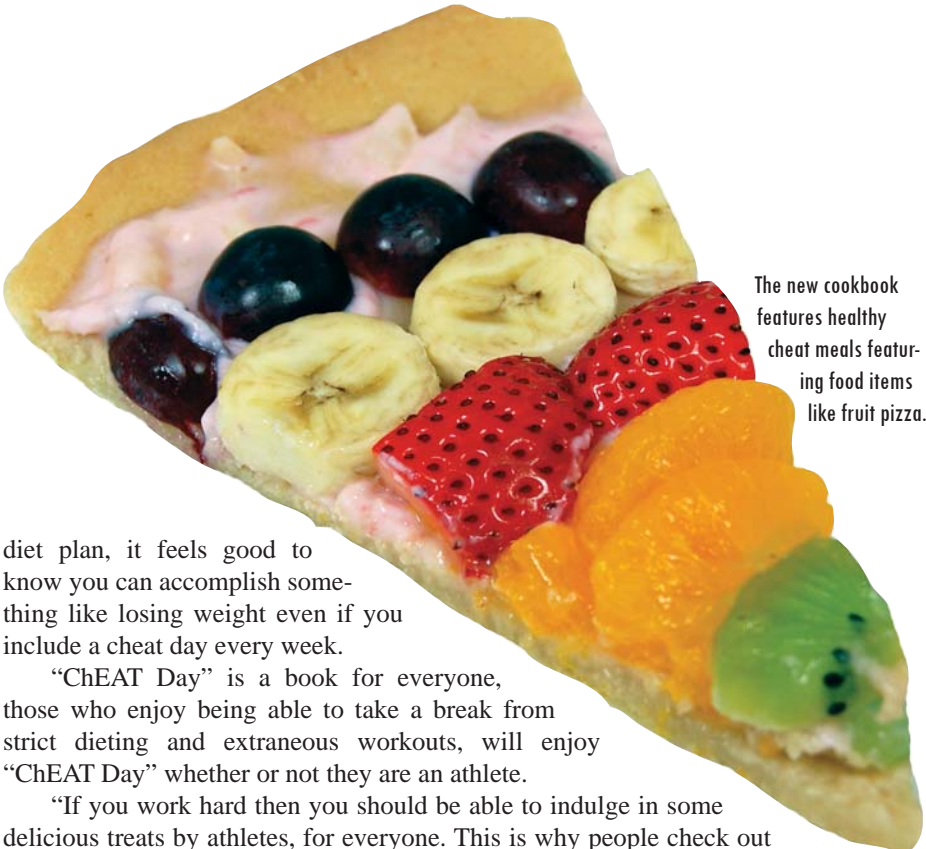 The new cookbook
features healthy
cheat meals featur-
ing food items
like fruit pizza.
diet plan, it feels good to
know you can accomplish some-
thing like losing weight even if you
include a cheat day every week.
“ChEAT Day” is a book for everyone,
those who enjoy being able to take a break from
strict dieting and extraneous workouts, will enjoy
“ChEAT Day” whether or not they are an athlete.
“If you work hard then you should be able to indulge in some
delicious treats by athletes, for everyone. This is why people check out